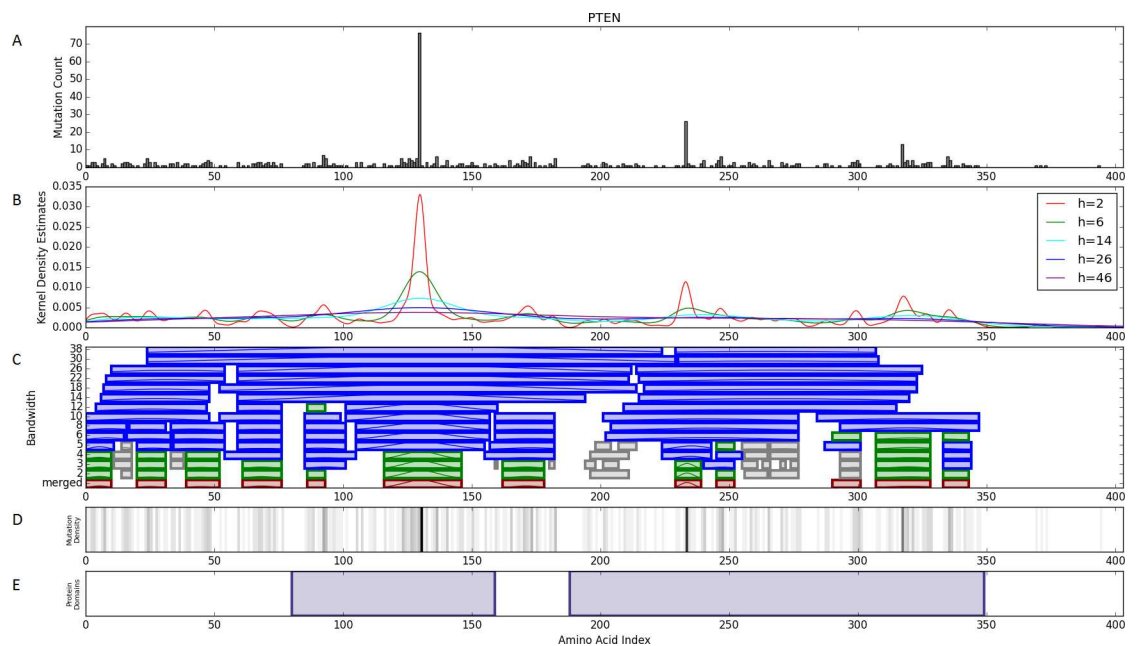 PTEN
A
Mutation Count
70
60
50
40
30
20
10
0
0 50 100 150 200 250 300 350 400
B
Kernel Density Estimates
0.035
0.030
0.025
0.020
0.015
0.010
0.005
0.000
h=2
h=6
h=14
h=26
h=46
0 50 100 150 200 250 300 350 400
C
Bandwidth
38
30
26
22
18
14
12
10
8
6
5
4
3
2
merged
0 50 100 150 200 250 300 350 400
D
Mutation
Density
0 50 100 150 200 250 300 350 400
E
Protein
Domains
0 50 100 150 200 250 300 350 400
Amino Acid Index